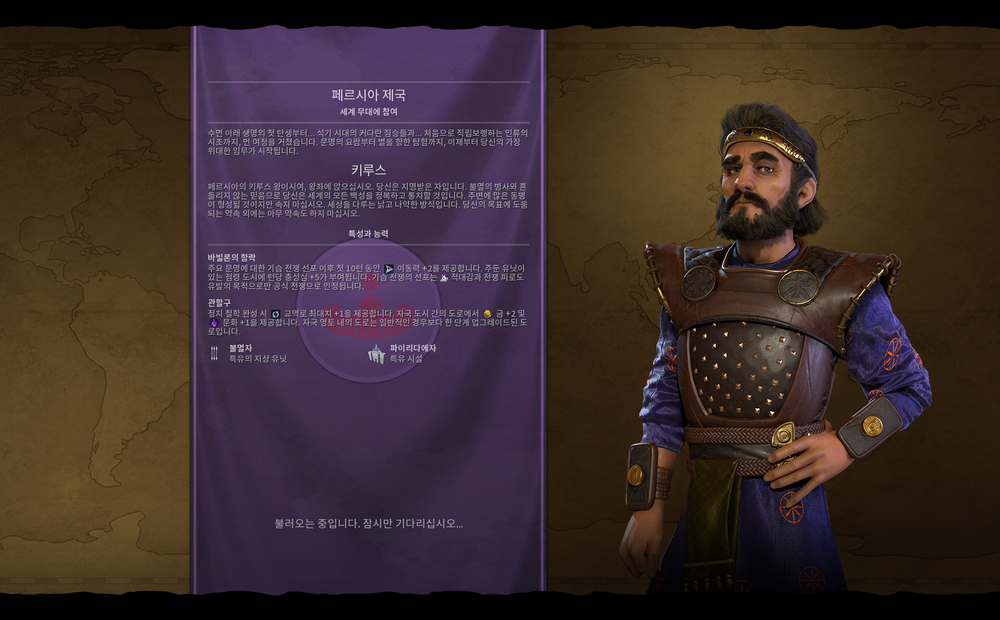 페르시아 제국
세계 무대에 참여
수면 아래 생명의 첫 탄생부터... 석기 시대의 커다란 짐승들과... 처음으로 직립보행하는 인류의
시초까지, 먼 여정을 거쳤습니다. 문명의 요람부터 별을 향한 탐험까지, 이제부터 당신의 가장
위대한 임무가 시작됩니다.
키루스
페르시아의 키루스 왕이시여, 왕좌에 앉으십시오. 당신은 지명받은 자입니다. 불멸의 병사와 흔
들리지 않는 믿음으로 당신은 세계의 모든 백성을 정복하고 통치할 것입니다. 주변에 많은 동맹
이 형성될 것이지만 속지 마십시오. 세상을 다루는 낡고 나약한 방식입니다. 당신의 목표에 도움
되는 약속 외에는 아무 약속도 하지 마십시오.
특성과 능력
바빌론의 함락
주요 문명에 대한 기습 전쟁 선포 이후 첫 10턴 동안 이동력 +2를 제공합니다. 주둔 유닛이
있는 점령 도시에 턴당 충성심 +5가 부여됩니다. 기습 전쟁의 선포는 적대감과 전쟁 피로도
유발의 목적으로만 공식 전쟁으로 인정됩니다.
관할구
정치 철학 완성 시 교역로 최대치 +1을 제공합니다. 자국 도시 간의 도로에서 금 +2 및
문화 +1을 제공합니다. 자국 영토 내의 도로는 일반적인 경우보다 한 단계 업그레이드된 도
로입니다.
불멸자
특유의 지상 유닛
파이리다에자
특유 시설
불러오는 중입니다. 잠시만 기다리십시오...